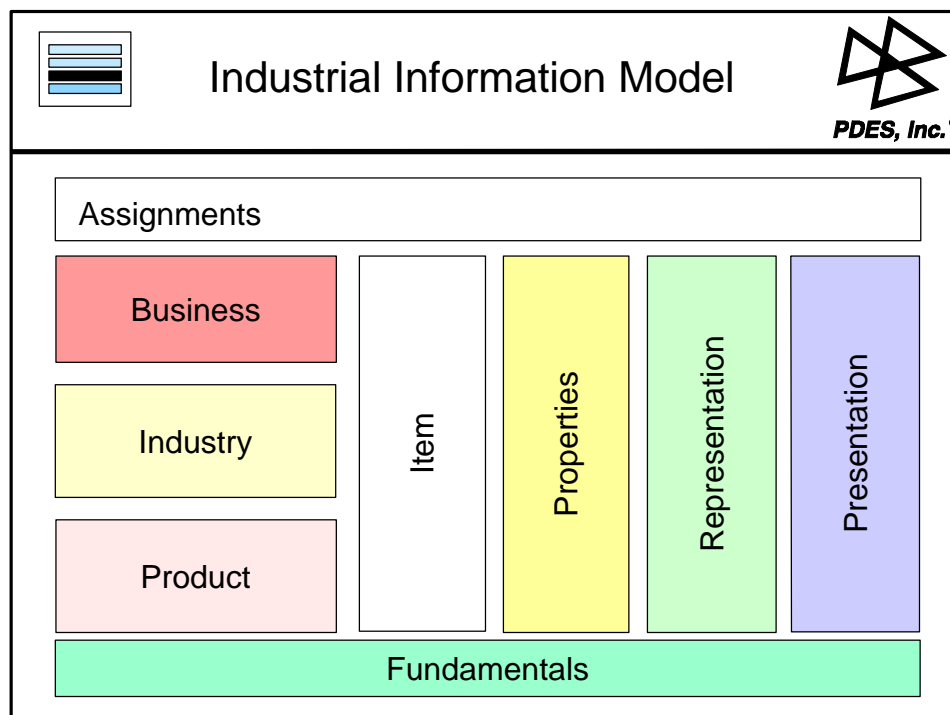 Industrial Information Model
PDES, Inc.
Assignments
Business
Industry
Product
Item
Properties
Representation
Presentation
Fundamentals